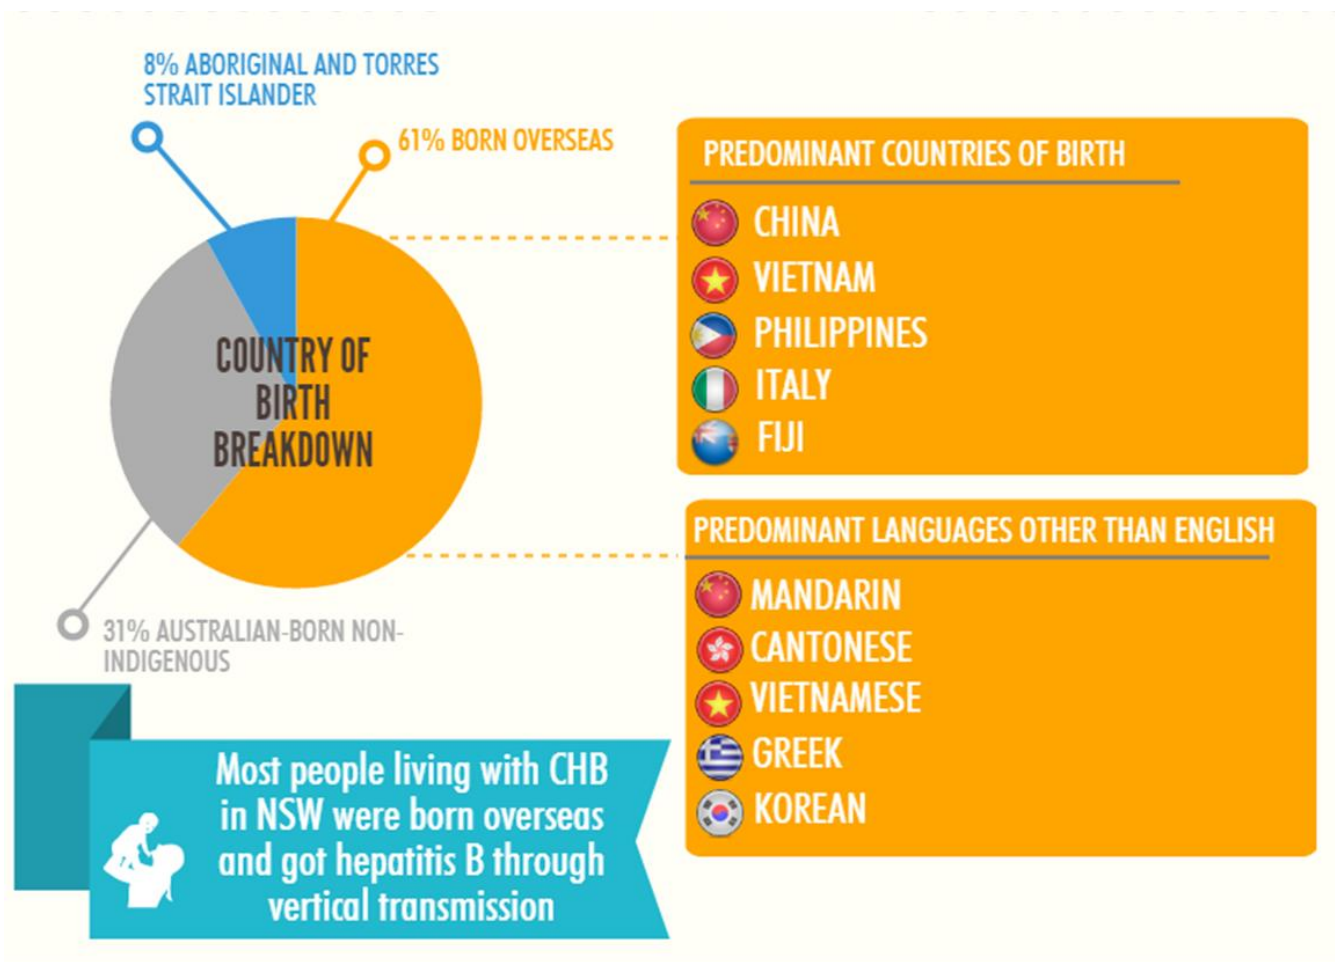 8% ABORIGINAL AND TORRES
STRAIT ISLANDER
61% BORN OVERSEAS
COUNTRY OF
BIRTH
BREAKDOWN
31% AUSTRALIAN-BORN NON-
INDIGENOUS
PREDOMINANT COUNTRIES OF BIRTH
CHINA
VIETNAM
PHILIPPINES
ITALY
FIJI
PREDOMINANT LANGUAGES OTHER THAN ENGLISH
MANDARIN
CANTONESE
VIETNAMESE
GREEK
KOREAN
Most people living with CHB
in NSW were born overseas
and got hepatitis B through
vertical transmission